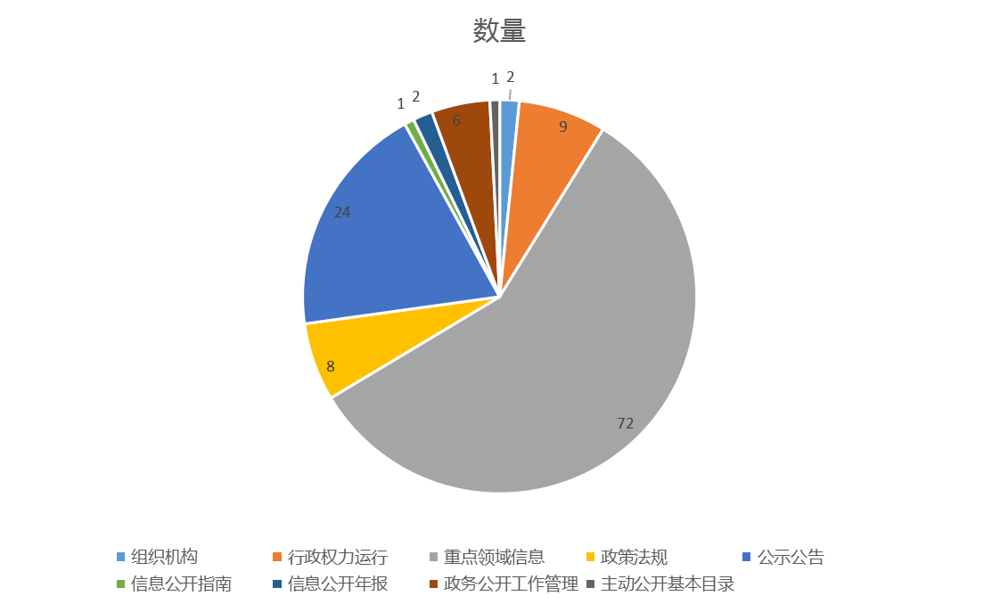 数量
1 2
1 2
6
9
24
8
72
组织机构 行政权力运行 重点领域信息 政策法规 公示公告
信息公开指南 信息公开年报 政务公开工作管理 主动公开基本目录